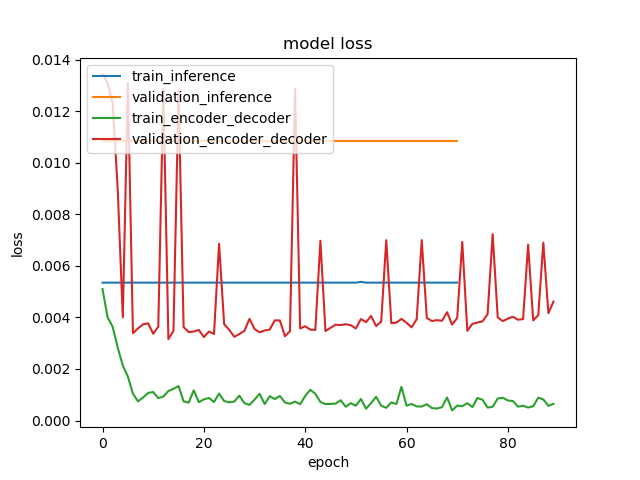 model loss
train_inference
validation_inference
train_encoder_decoder
validation_encoder_decoder
0.014
0.012
0.010
0.008
0.006
0.004
0.002
0.000
loss
0 20 40 60 80
epoch